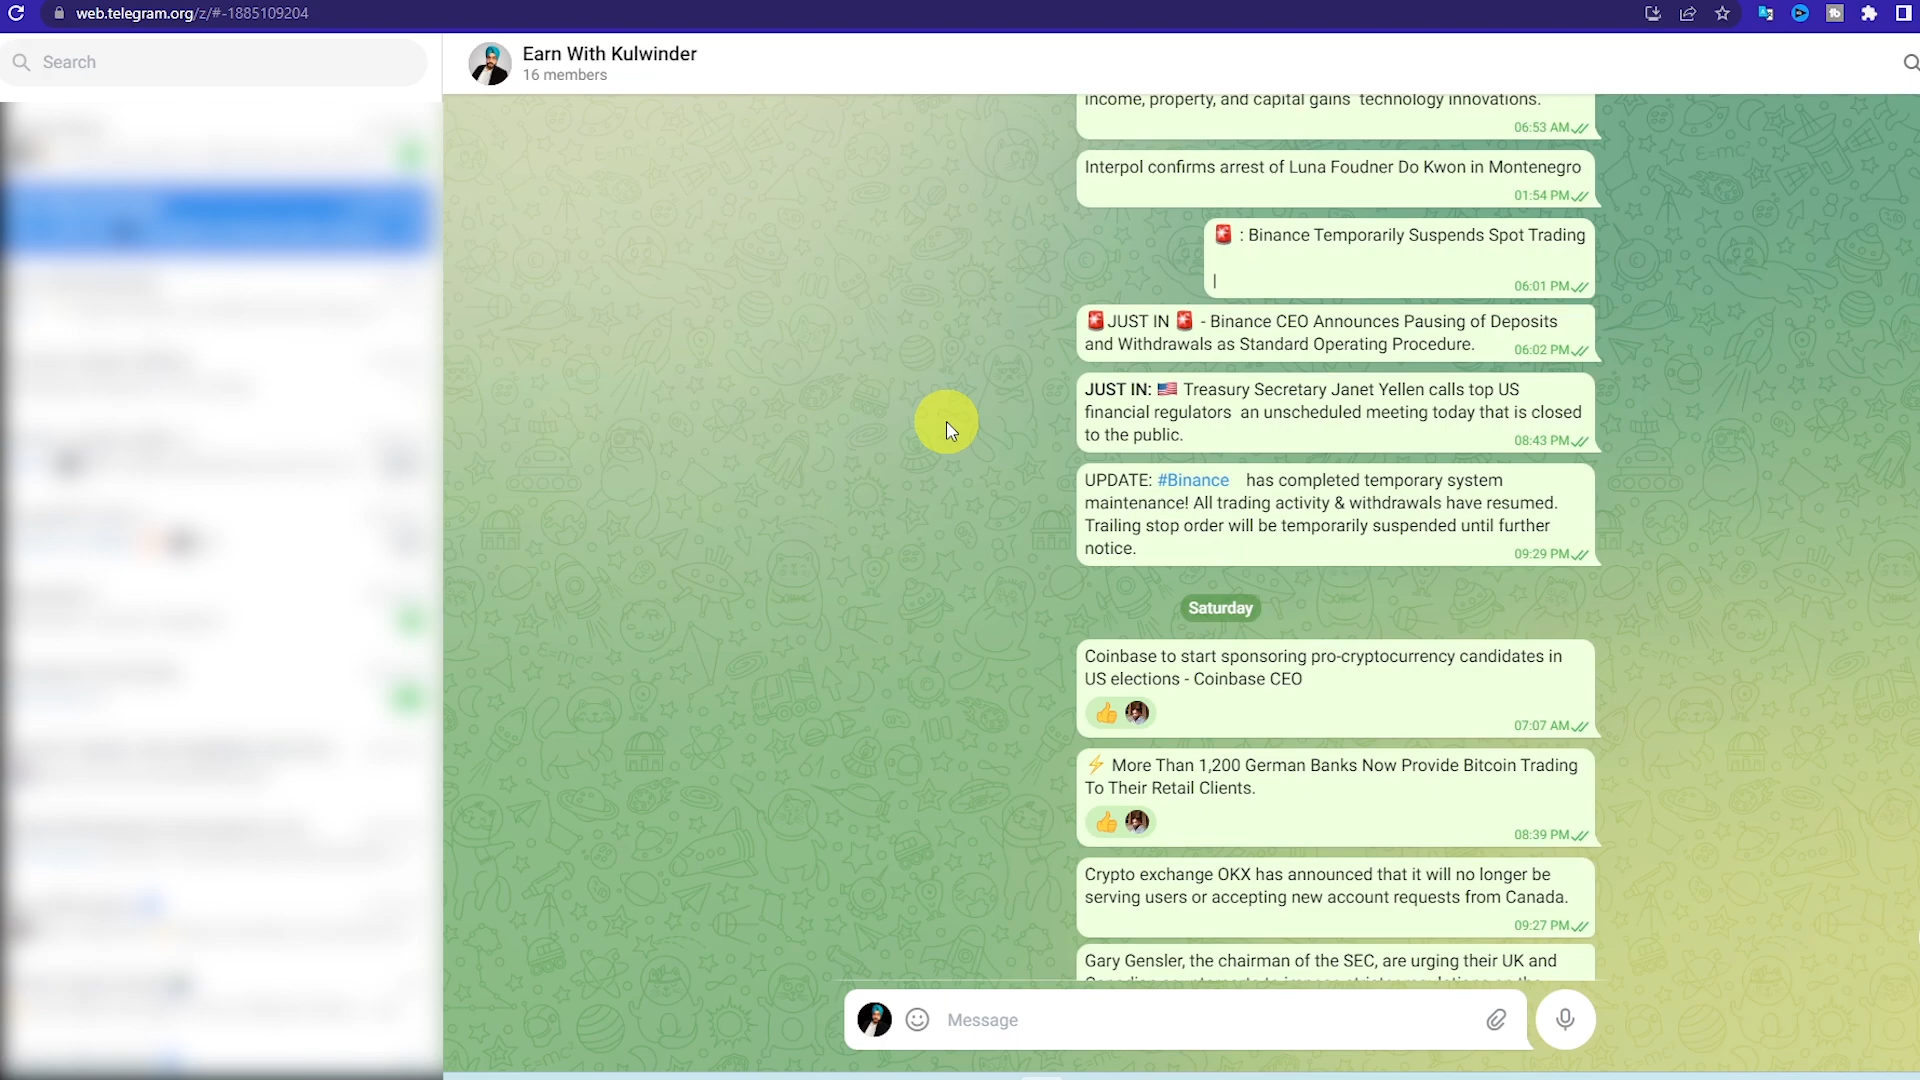 web.telegram.org/z/#-1885109204
Search
Earn With Kulwinder
16 members
income, property, and capital gains technology innovations.
06:53 AM
Interpol confirms arrest of Luna Foudner Do Kwon in Montenegro
01:54 PM
🚨 : Binance Temporarily Suspends Spot Trading
|
06:01 PM
🚨JUST IN 🚨 - Binance CEO Announces Pausing of Deposits
and Withdrawals as Standard Operating Procedure.
06:02 PM
JUST IN: 🇺🇸 Treasury Secretary Janet Yellen calls top US
financial regulators an unscheduled meeting today that is closed
to the public.
08:43 PM
UPDATE: #Binance has completed temporary system
maintenance! All trading activity & withdrawals have resumed.
Trailing stop order will be temporarily suspended until further
notice.
09:29 PM
Saturday
Coinbase to start sponsoring pro-cryptocurrency candidates in
US elections - Coinbase CEO
👍
07:07 AM
⚡ More Than 1,200 German Banks Now Provide Bitcoin Trading
To Their Retail Clients.
👍
08:39 PM
Crypto exchange OKX has announced that it will no longer be
serving users or accepting new account requests from Canada.
09:27 PM
Gary Gensler, the chairman of the SEC, are urging their UK and
Message